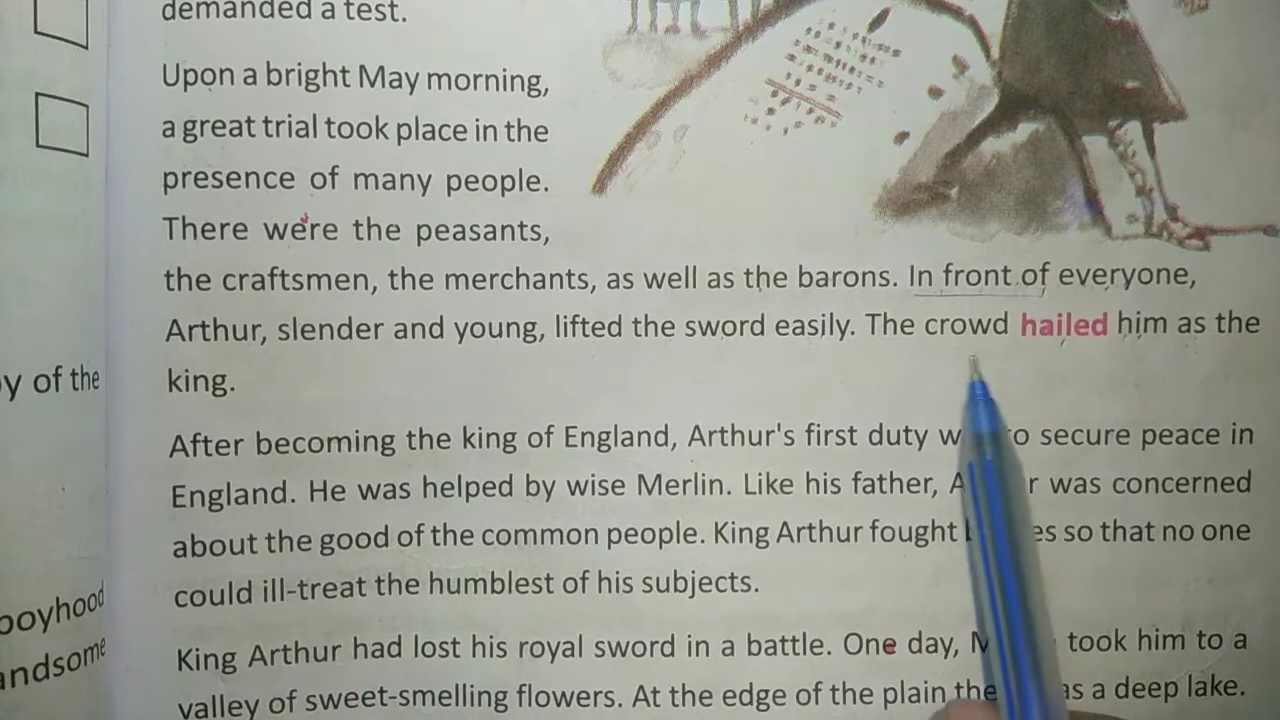 demanded a test.
Upon a bright May morning,
a great trial took place in the
presence of many people.
There were the peasants,
the craftsmen, the merchants, as well as the barons. In front of everyone,
Arthur, slender and young, lifted the sword easily. The crowd hailed him as the
king.
After becoming the king of England, Arthur's first duty to secure peace in
England. He was helped by wise Merlin. Like his father, was concerned
about the good of the common people. King Arthur fought so that no one
could ill-treat the humblest of his subjects.
King Arthur had lost his royal sword in a battle. One day, took him to a
valley of sweet-smelling flowers. At the edge of the plain a deep lake.
of the
boyhood